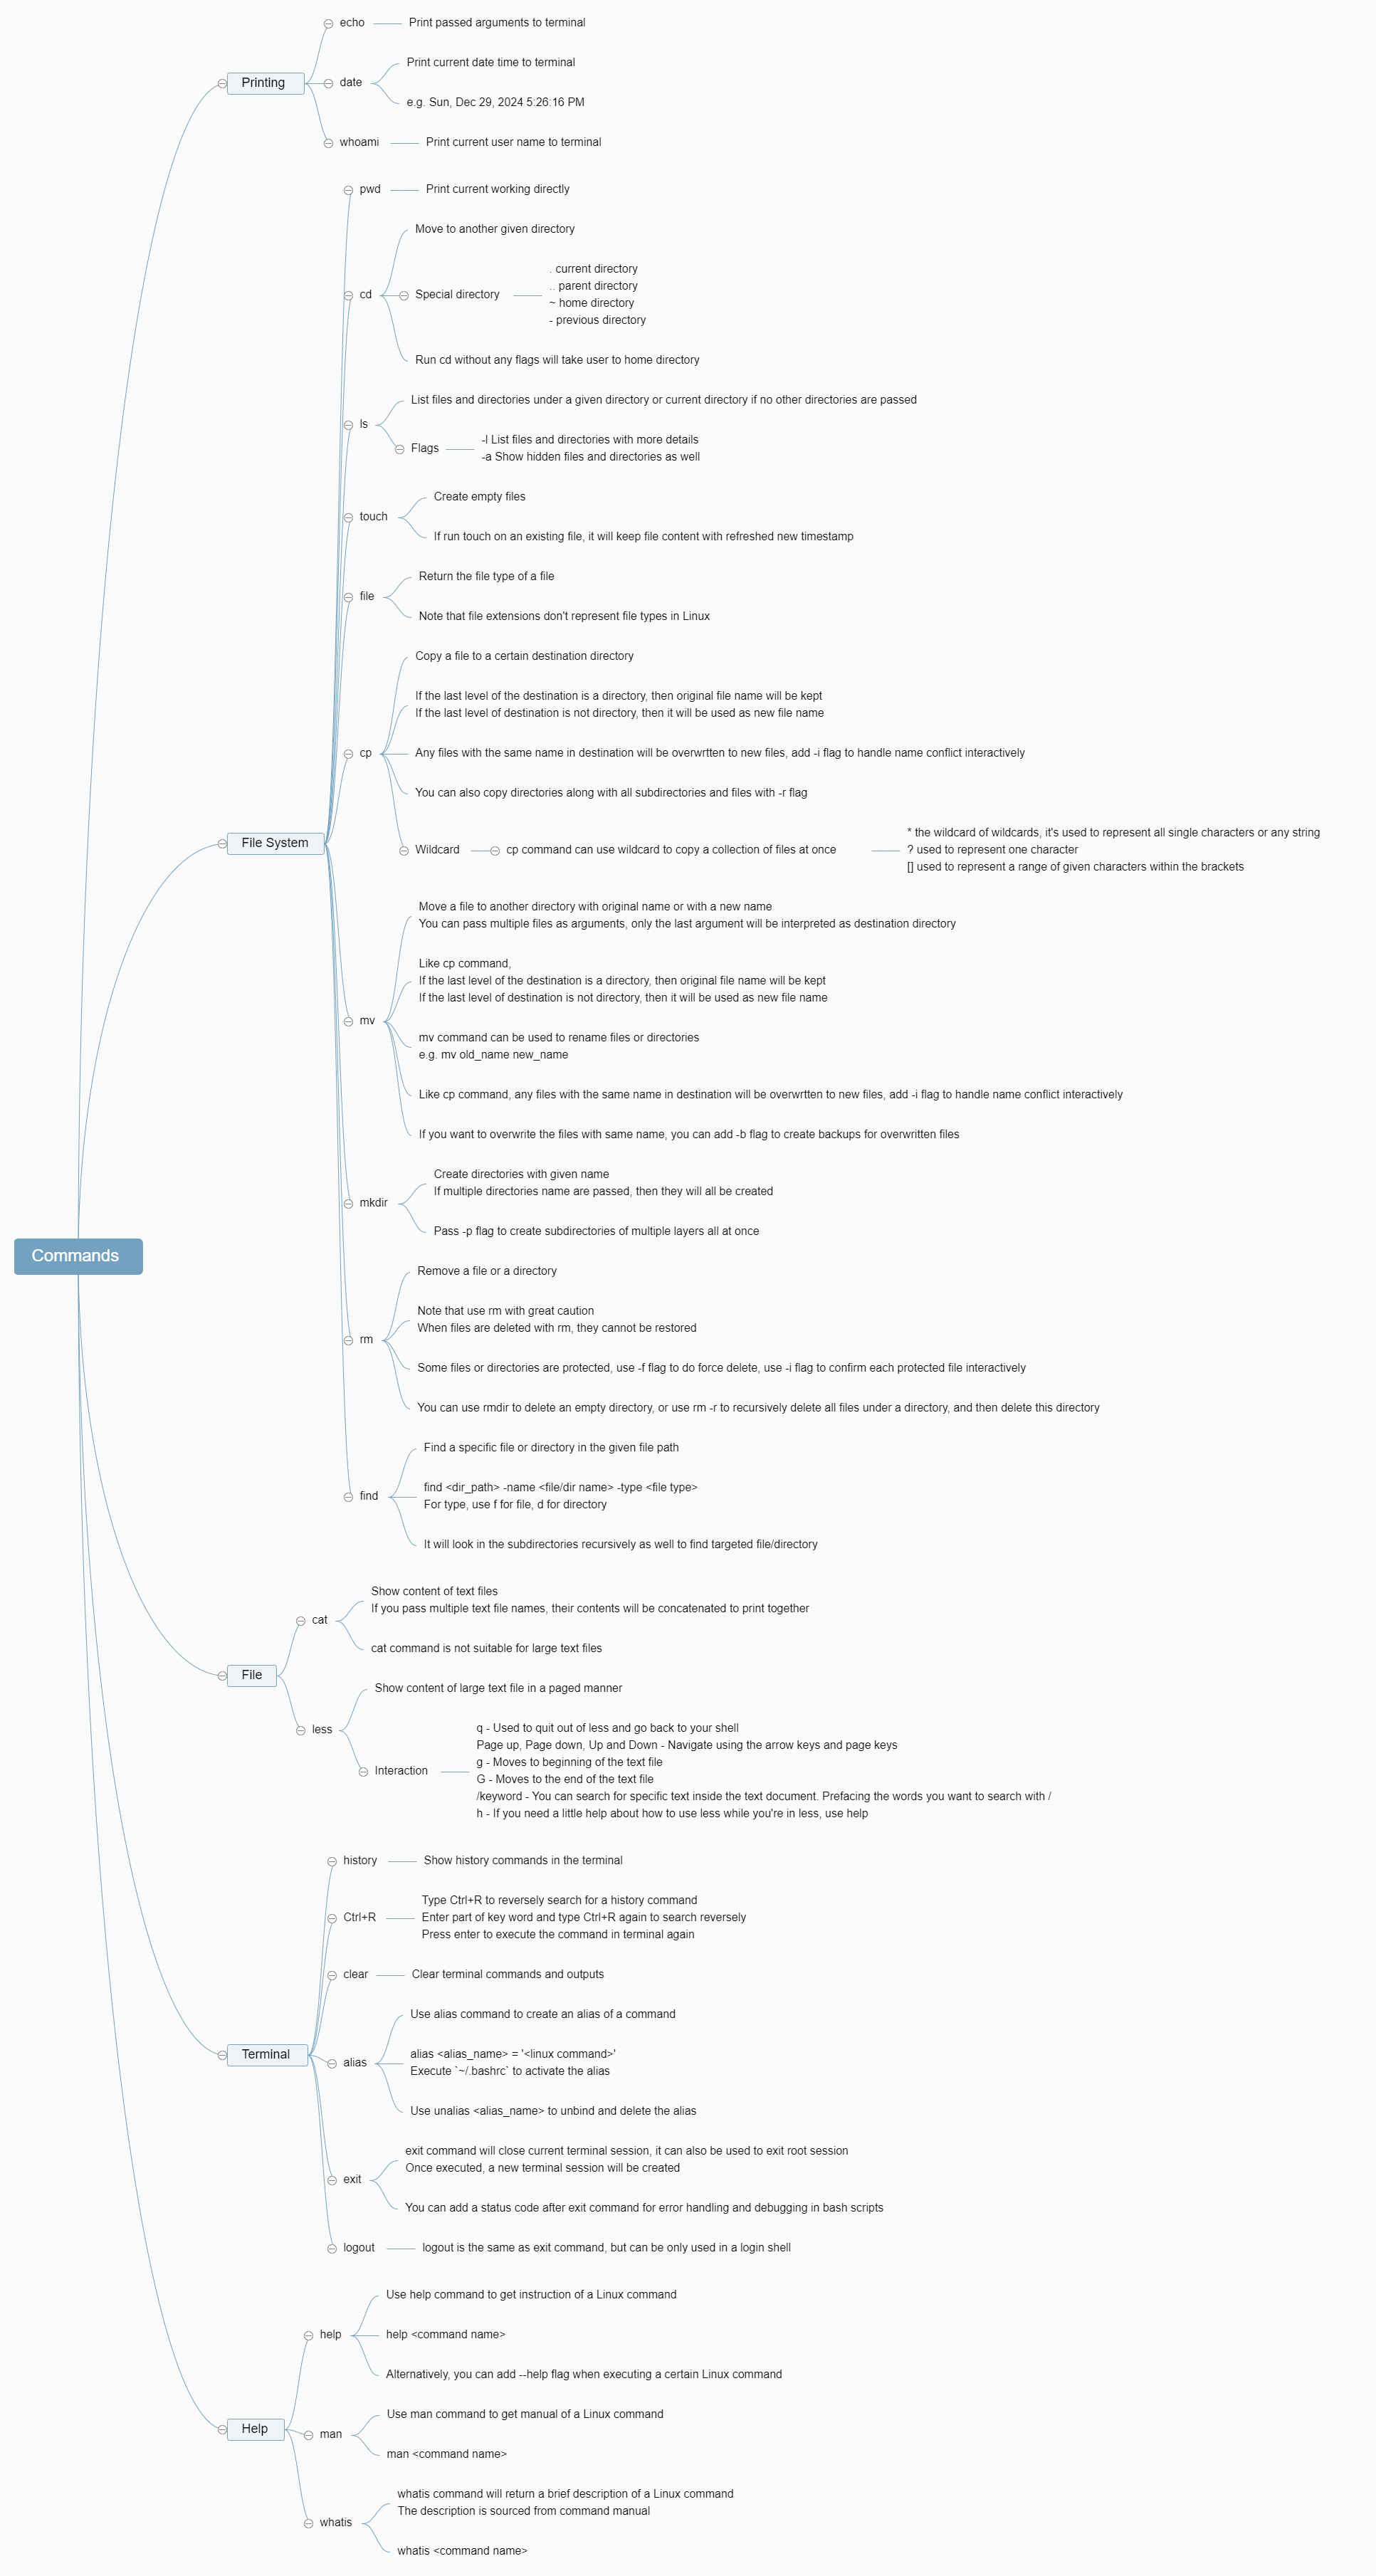 Commands
Printing
echo
Print passed arguments to terminal
date
Print current date time to terminal
e.g. Sun, Dec 29, 2024 5:26:16 PM
whoami
Print current user name to terminal
File System
pwd
Print current working directly
cd
Move to another given directory
Special directory
. current directory
.. parent directory
~ home directory
- previous directory
Run cd without any flags will take user to home directory
ls
List files and directories under a given directory or current directory if no other directories are passed
Flags
-l List files and directories with more details
-a Show hidden files and directories as well
touch
Create empty files
If run touch on an existing file, it will keep file content with refreshed new timestamp
file
Return the file type of a file
Note that file extensions don't represent file types in Linux
cp
Copy a file to a certain destination directory
If the last level of the destination is a directory, then original file name will be kept
If the last level of destination is not directory, then it will be used as new file name
Any files with the same name in destination will be overwrtten to new files, add -i flag to handle name conflict interactively
You can also copy directories along with all subdirectories and files with -r flag
Wildcard
cp command can use wildcard to copy a collection of files at once
* the wildcard of wildcards, it's used to represent all single characters or any string
? used to represent one character
[] used to represent a range of given characters within the brackets
mv
Move a file to another directory with original name or with a new name
You can pass multiple files as arguments, only the last argument will be interpreted as destination directory
Like cp command,
If the last level of the destination is a directory, then original file name will be kept
If the last level of destination is not directory, then it will be used as new file name
mv command can be used to rename files or directories
e.g. mv old_name new_name
Like cp command, any files with the same name in destination will be overwrtten to new files, add -i flag to handle name conflict interactively
If you want to overwrite the files with same name, you can add -b flag to create backups for overwritten files
mkdir
Create directories with given name
If multiple directories name are passed, then they will all be created
Pass -p flag to create subdirectories of multiple layers all at once
rm
Remove a file or a directory
Note that use rm with great caution
When files are deleted with rm, they cannot be restored
Some files or directories are protected, use -f flag to do force delete, use -i flag to confirm each protected file interactively
You can use rmdir to delete an empty directory, or use rm -r to recursively delete all files under a directory, and then delete this directory
find
Find a specific file or directory in the given file path
find <dir_path> -name <file/dir name> -type <file type>
For type, use f for file, d for directory
It will look in the subdirectories recursively as well to find targeted file/directory
File
cat
Show content of text files
If you pass multiple text file names, their contents will be concatenated to print together
cat command is not suitable for large text files
less
Show content of large text file in a paged manner
Interaction
q - Used to quit out of less and go back to your shell
Page up, Page down, Up and Down - Navigate using the arrow keys and page keys
g - Moves to beginning of the text file
G - Moves to the end of the text file
/keyword - You can search for specific text inside the text document. Prefacing the words you want to search with /
h - If you need a little help about how to use less while you're in less, use help
Terminal
history
Show history commands in the terminal
Ctrl+R
Type Ctrl+R to reversely search for a history command
Enter part of key word and type Ctrl+R again to search reversely
Press enter to execute the command in terminal again
clear
Clear terminal commands and outputs
alias
Use alias command to create an alias of a command
alias <alias_name> = '<linux command>'
Execute `~/.bashrc` to activate the alias
Use unalias <alias_name> to unbind and delete the alias
exit
exit command will close current terminal session, it can also be used to exit root session
Once executed, a new terminal session will be created
You can add a status code after exit command for error handling and debugging in bash scripts
logout
logout is the same as exit command, but can be only used in a login shell
Help
help
Use help command to get instruction of a Linux command
help <command name>
Alternatively, you can add --help flag when executing a certain Linux command
man
Use man command to get manual of a Linux command
man <command name>
whatis
whatis command will return a brief description of a Linux command
The description is sourced from command manual
whatis <command name>